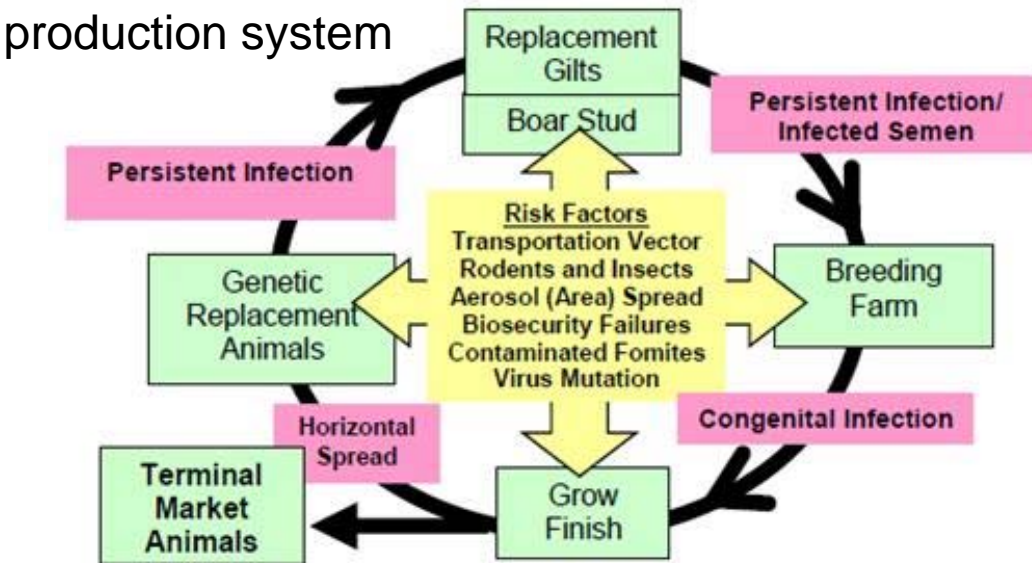 production system
Replacement
Gilts
Boar Stud
Persistent Infection/
Infected Semen
Persistent Infection
Risk Factors
Transportation Vector
Rodents and Insects
Aerosol (Area) Spread
Biosecurity Failures
Contaminated Fomites
Virus Mutation
Genetic
Replacement
Animals
Breeding
Farm
Horizontal
Spread
Congenital Infection
Terminal
Market
Animals
Grow
Finish